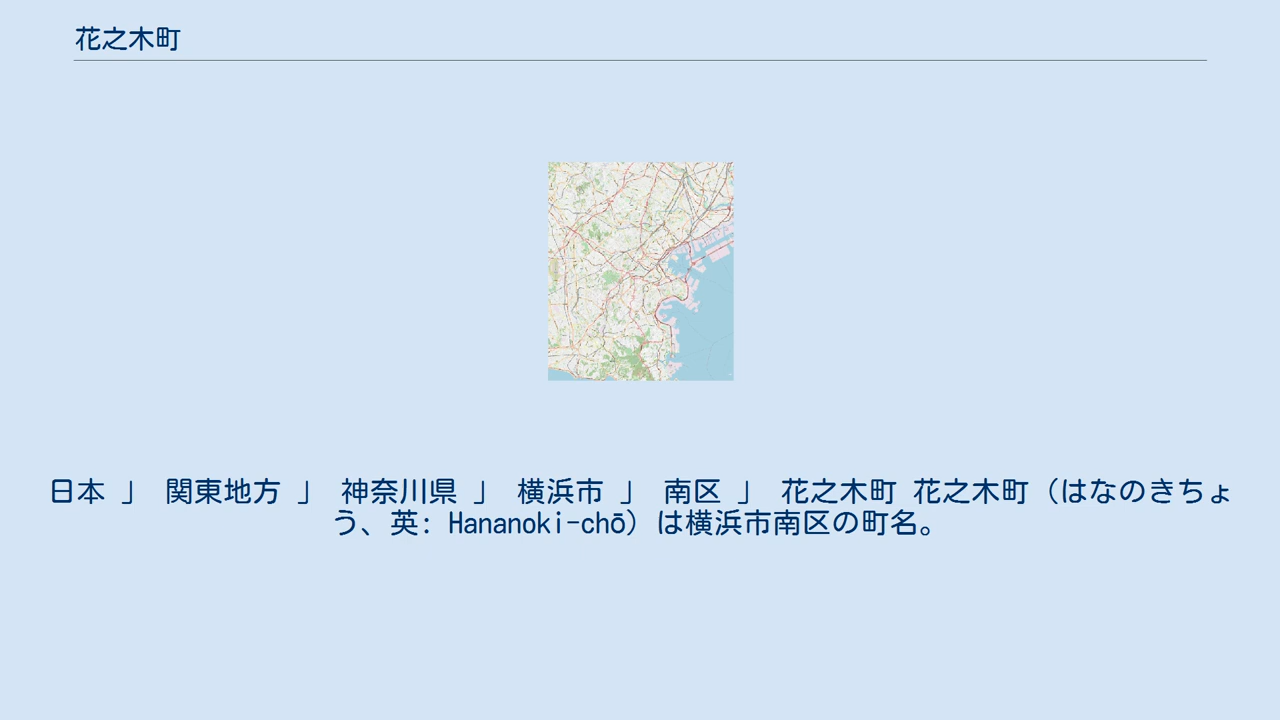 花之木町
日本 」 関東地方 」 神奈川県 」 横浜市 」 南区 」 花之木町 花之木町（はなのきちょ
う、英: Hananoki-chō）は横浜市南区の町名。